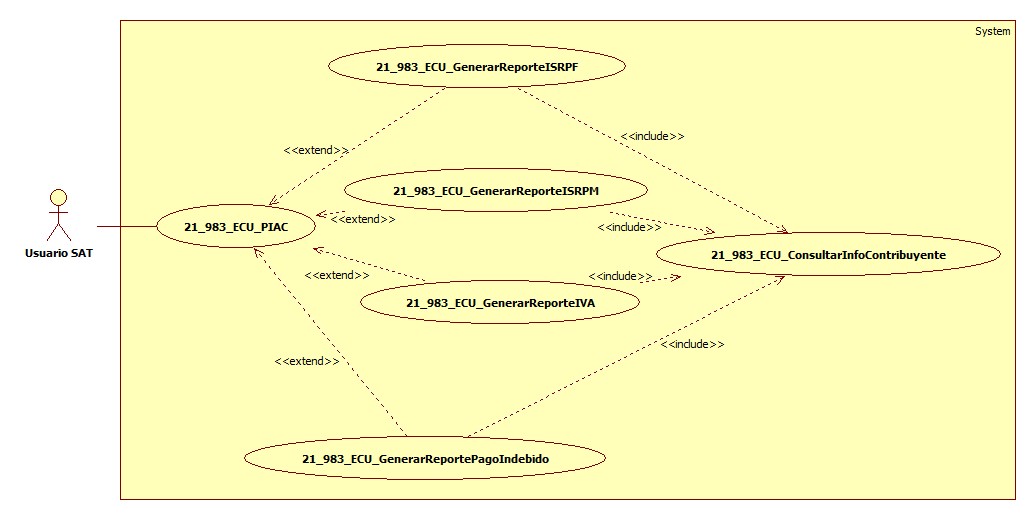 System
21_983_ECU_GenerarReporteISRPF
<<include>>
<<extend>>
21_983_ECU_GenerarReporteISRPM
<<extend>>
<<include>>
21_983_ECU_PIAC
Usuario SAT
21_983_ECU_ConsultarInfoContribuyente
<<extend>>
<<include>>
21_983_ECU_GenerarReporteIVA
<<include>>
<<extend>>
21_983_ECU_GenerarReportePagoIndebido